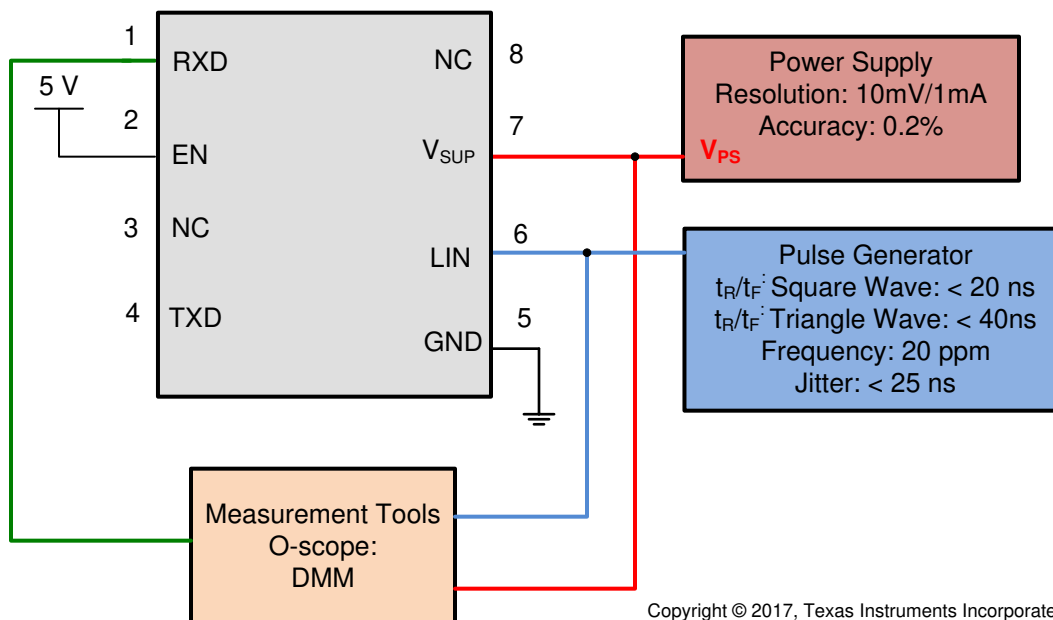 1
RXD
NC
8
5 V
2
EN
7
VSUP
3
NC
6
LIN
4
TXD
5
GND
Power Supply
Resolution: 10mV/1mA
Accuracy: 0.2%
VPS
Pulse Generator
tR/tF: Square Wave: < 20 ns
tR/tF: Triangle Wave: < 40ns
Frequency: 20 ppm
Jitter: < 25 ns
Measurement Tools
O-scope:
DMM
Copyright © 2017, Texas Instruments Incorporate